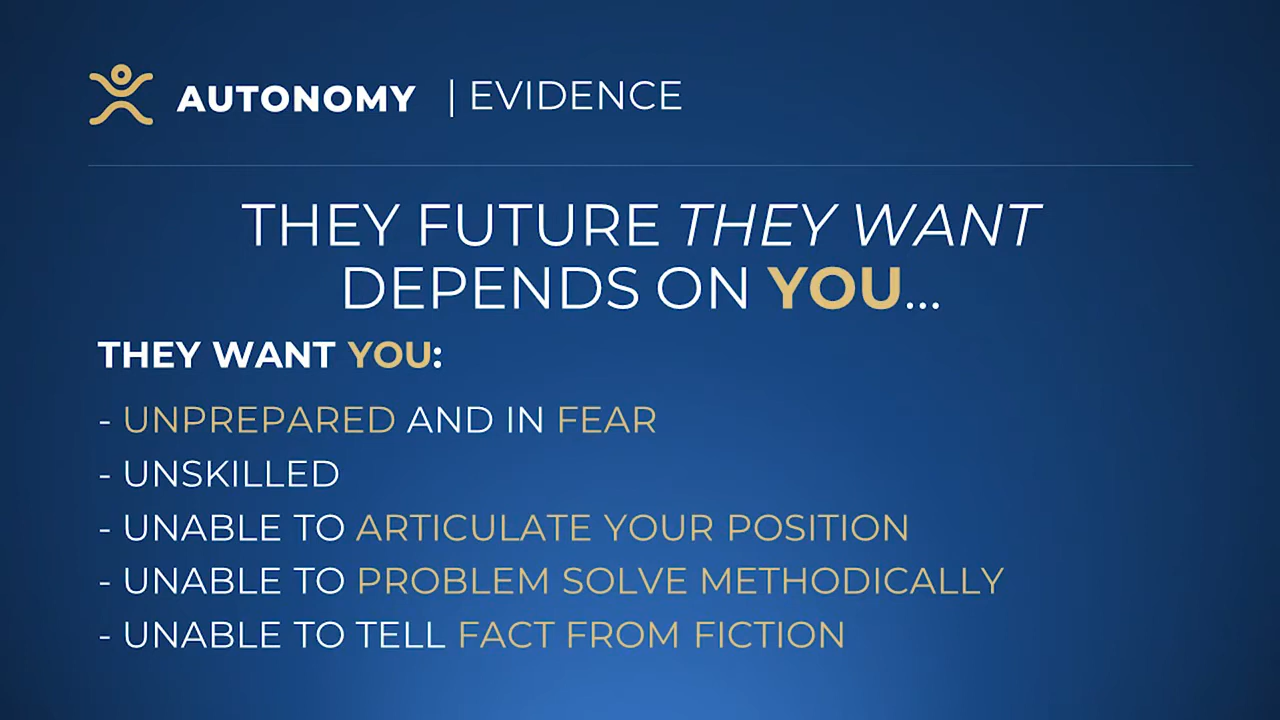 AUTONOMY | EVIDENCE
THEY FUTURE THEY WANT
DEPENDS ON YOU...
THEY WANT YOU:
- UNPREPARED AND IN FEAR
- UNSKILLED
- UNABLE TO ARTICULATE YOUR POSITION
- UNABLE TO PROBLEM SOLVE METHODICALLY
- UNABLE TO TELL FACT FROM FICTION